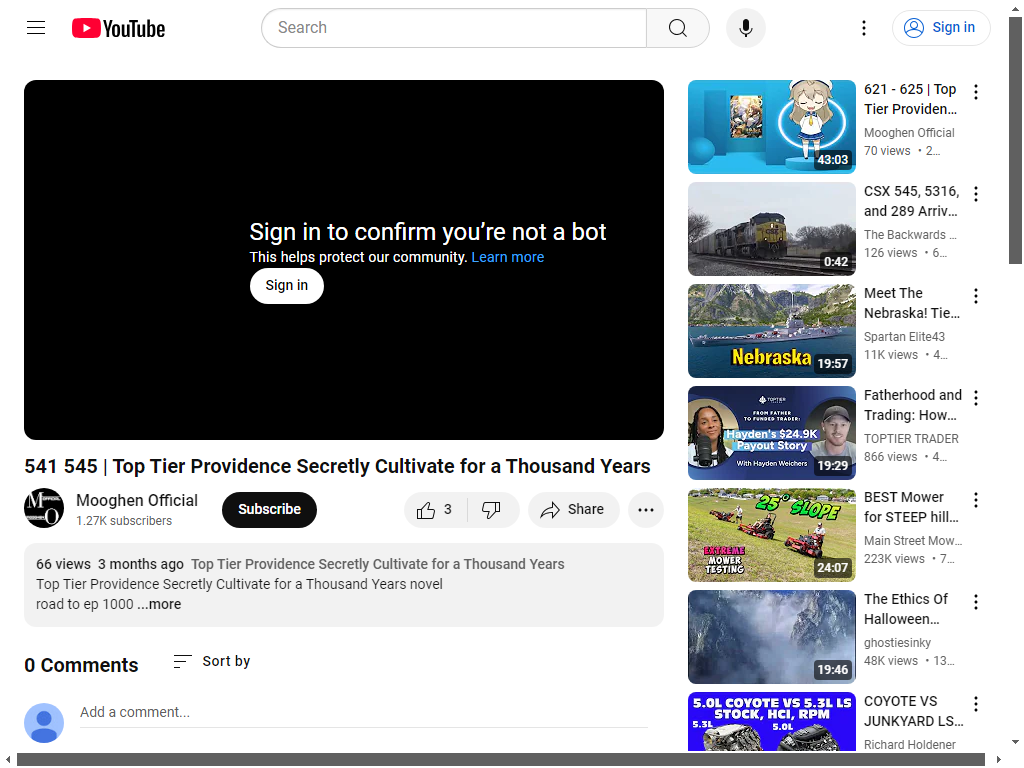 YouTube
Search
Sign in
Sign in to confirm you're not a bot
This helps protect our community. Learn more
Sign in
541 545 | Top Tier Providence Secretly Cultivate for a Thousand Years
Mooghen Official
1.27K subscribers
Subscribe
3
Share
66 views 3 months ago Top Tier Providence Secretly Cultivate for a Thousand Years
Top Tier Providence Secretly Cultivate for a Thousand Years novel
road to ep 1000 ...more
0 Comments
Sort by
Add a comment...
43:03
621 - 625 | Top
Tier Providen...
Mooghen Official
70 views • 2...
0:42
CSX 545, 5316,
and 289 Arriv...
The Backwards ...
126 views • 6...
Nebraska
19:57
Meet The
Nebraska! Tie...
Spartan Elite43
11K views • 4...
TOPTIER
FROM FATHER
TO FUNDED TRADER:
Hayden's $24.9K
Payout Story
With Hayden Weichers
19:29
Fatherhood and
Trading: How...
TOPTIER TRADER
866 views • 4...
25° SLOPE
EXTREME
MOWER
TESTING
24:07
BEST Mower
for STEEP hill...
Main Street Mow...
223K views • 7...
19:46
The Ethics Of
Halloween...
ghostiesinky
48K views • 13...
5.0L COYOTE VS 5.3L LS
STOCK, HCI, RPM
5.3L
5.0L
COYOTE VS
JUNKYARD LS...
Richard Holdener